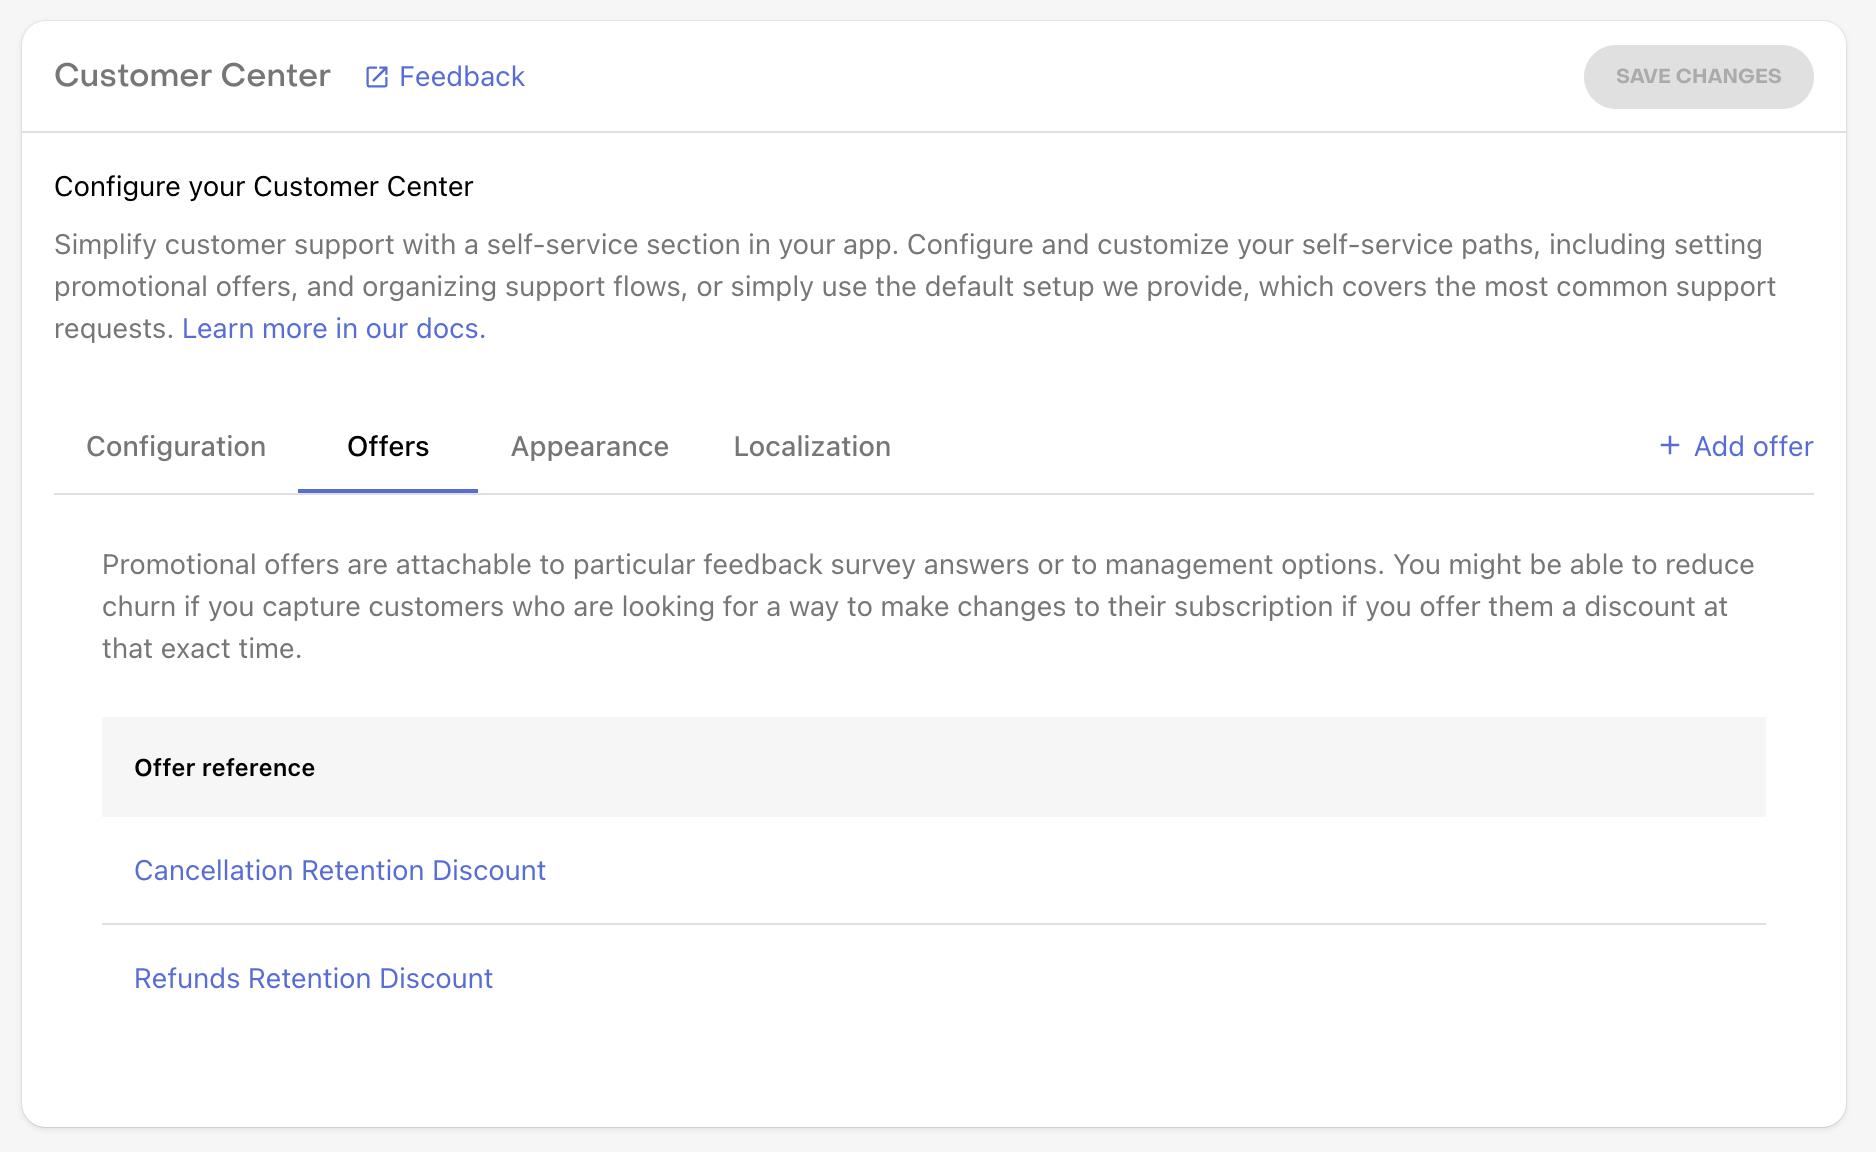 Customer Center
Feedback
SAVE CHANGES
Configure your Customer Center
Simplify customer support with a self-service section in your app. Configure and customize your self-service paths, including setting
promotional offers, and organizing support flows, or simply use the default setup we provide, which covers the most common support
requests. Learn more in our docs.
Configuration
Offers
Appearance
Localization
+ Add offer
Promotional offers are attachable to particular feedback survey answers or to management options. You might be able to reduce
churn if you capture customers who are looking for a way to make changes to their subscription if you offer them a discount at
that exact time.
Offer reference
Cancellation Retention Discount
Refunds Retention Discount